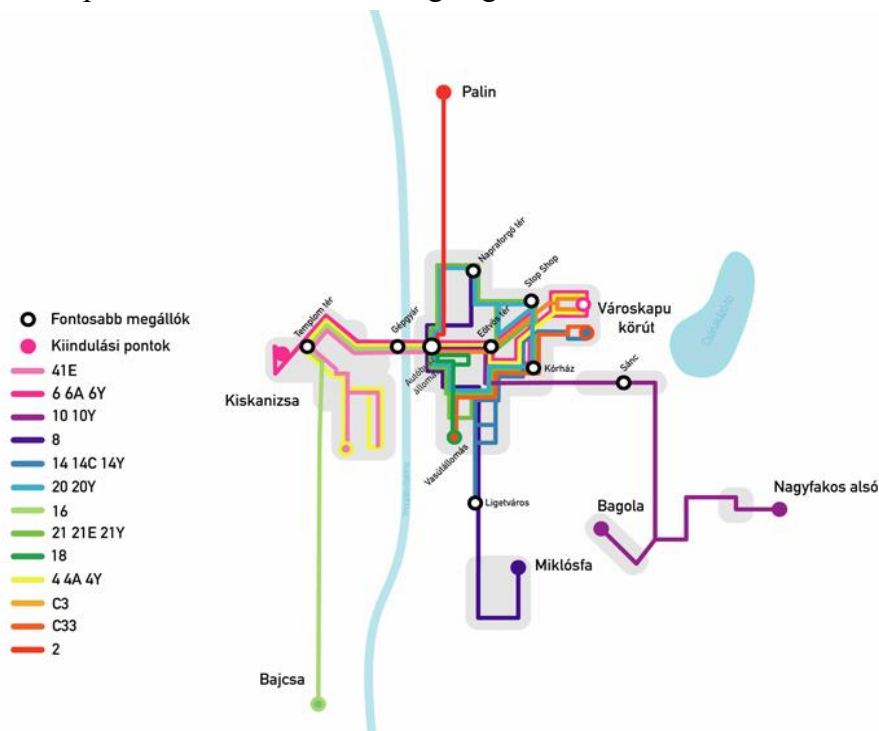 Palin
Napraforgó tér
Stop Shop
Városkapu
körút
Fontosabb megállók
Kiindulási pontok
Templom tér
Gépgyár
Eötvös tér
Kórház
Sánc
41E
6 6A 6Y
10 10Y
8
14 14C 14Y
20 20Y
16
21 21E 21Y
18
4 4A 4Y
C3
C33
2
Kiskanizsa
Vasútállomás
Ligetváros
Bagola
Nagyfakos alsó
Miklósfa
Bajcsa